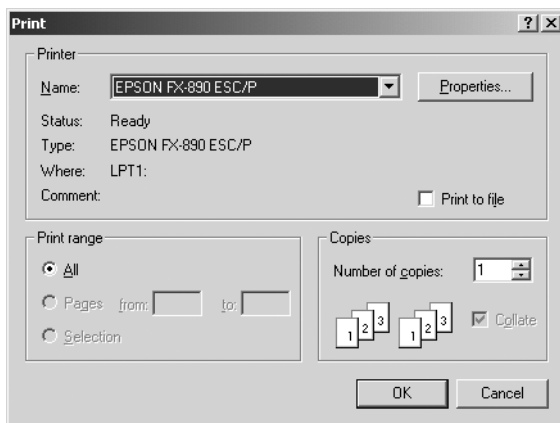 Print
Printer
Name: EPSON FX-890 ESC/P Properties...
Status: Ready
Type: EPSON FX-890 ESC/P
Where: LPT1:
Comment: Print to file
Print range
All
Pages from: to:
Selection
Copies
Number of copies: 1
1 2 3 1 2 3 Collate
OK Cancel